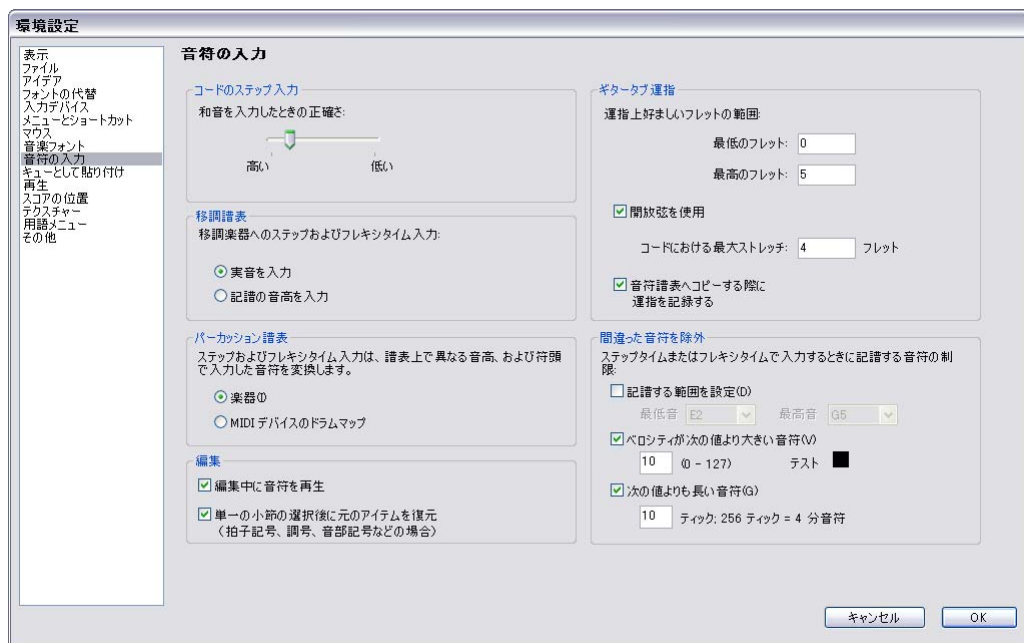 環境設定
表示
ファイル
アイデア
フォントの代替
入力デバイス
メニューとショートカット
マウス
音楽フォント
音符の入力
キューとして貼り付け
再生
スコアの位置
テクスチャー
用語メニュー
その他
音符の入力
コードのステップ入力
和音を入力したときの正確さ:
高い 低い
移調譜表
移調楽器へのステップおよびフレキシタイム入力:
実音を入力
記譜の音高を入力
パーカッション譜表
ステップおよびフレキシタイム入力は、譜表上で異なる音高、および符頭
で入力した音符を変換します。
楽器(I)
MIDI デバイスのドラムマップ
編集
編集中に音符を再生
単一の小節の選択後に元のアイテムを復元
(拍子記号、調号、音部記号などの場合)
ギタータブ運指
運指上好ましいフレットの範囲:
最低のフレット: 0
最高のフレット: 5
開放弦を使用
コードにおける最大ストレッチ: 4 フレット
音符譜表へコピーする際に
運指を記録する
間違った音符を除外
ステップタイムまたはフレキシタイムで入力するときに記譜する音符の制
限:
記譜する範囲を設定(D)
最低音 E2 最高音 G5
ベロシティが次の値より大きい音符(V)
10 (0 - 127) テスト
次の値よりも長い音符(G)
10 ティック; 256 ティック = 4 分音符
キャンセル OK